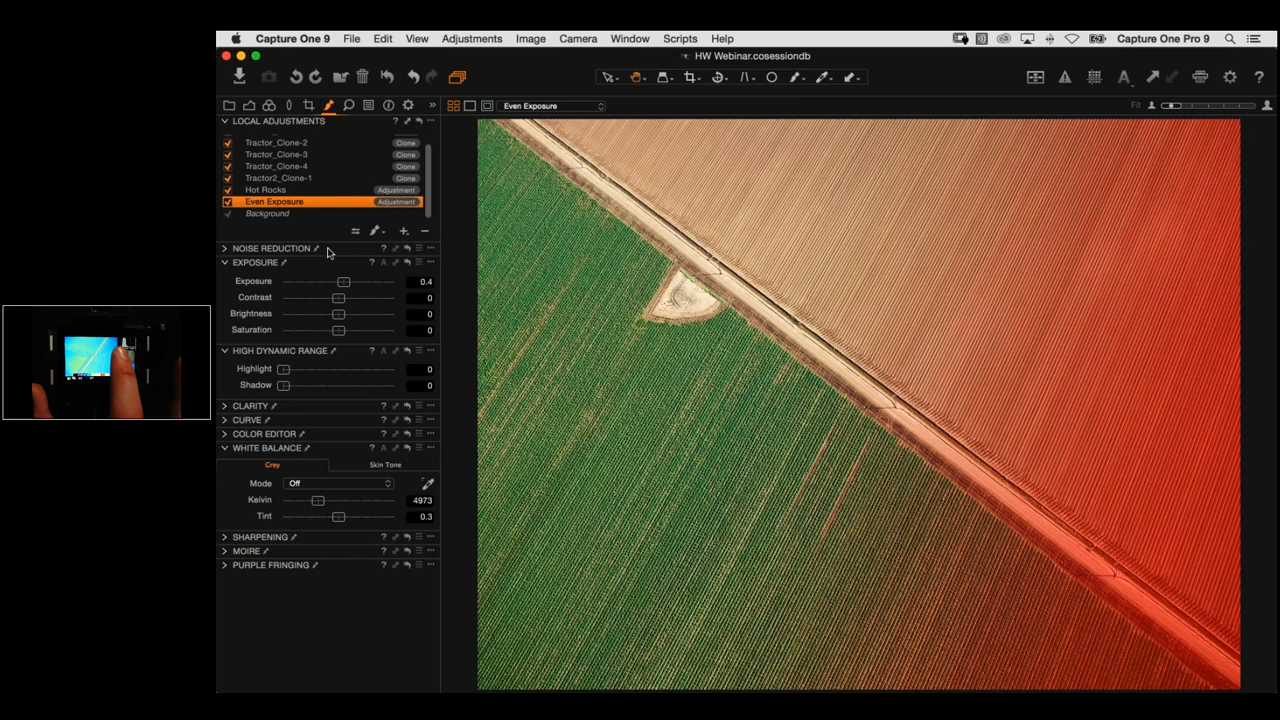 Capture One 9 File Edit View Adjustments Image Camera Window Scripts Help Capture One Pro 9
HW Webinar.cosessiondb
Even Exposure
Fit
LOCAL ADJUSTMENTS
Tractor_Clone-2 Clone
Tractor_Clone-3 Clone
Tractor_Clone-4 Clone
Tractor2_Clone-1 Clone
Hot Rocks Adjustment
Even Exposure Adjustment
Background
NOISE REDUCTION
EXPOSURE
Exposure 0.4
Contrast 0
Brightness 0
Saturation 0
HIGH DYNAMIC RANGE
Highlight 0
Shadow 0
CLARITY
CURVE
COLOR EDITOR
WHITE BALANCE
Grey Skin Tone
Mode Off
Kelvin 4973
Tint 0.3
SHARPENING
MOIRE
PURPLE FRINGING